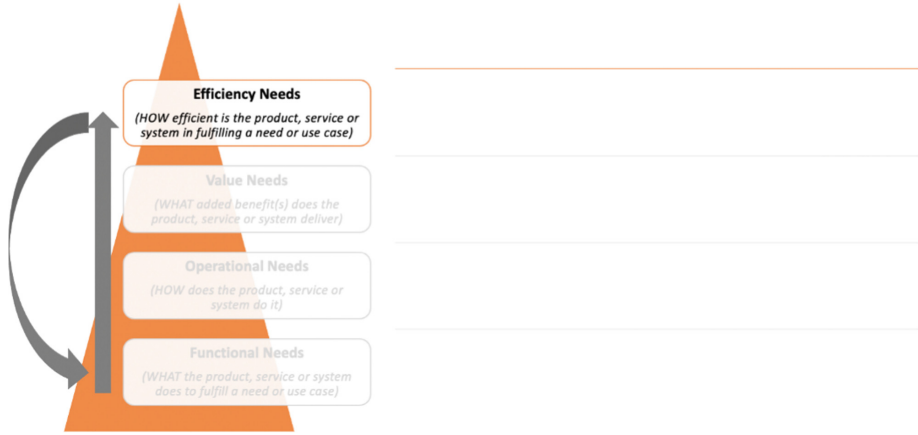 Efficiency Needs
(HOW efficient is the product, service or
system in fulfilling a need or use case)
Value Needs
(WHAT added benefit(s) does the
product, service or system deliver)
Operational Needs
(HOW does the product, service or
system do it)
Functional Needs
(WHAT the product, service or system
does to fulfill a need or use case)